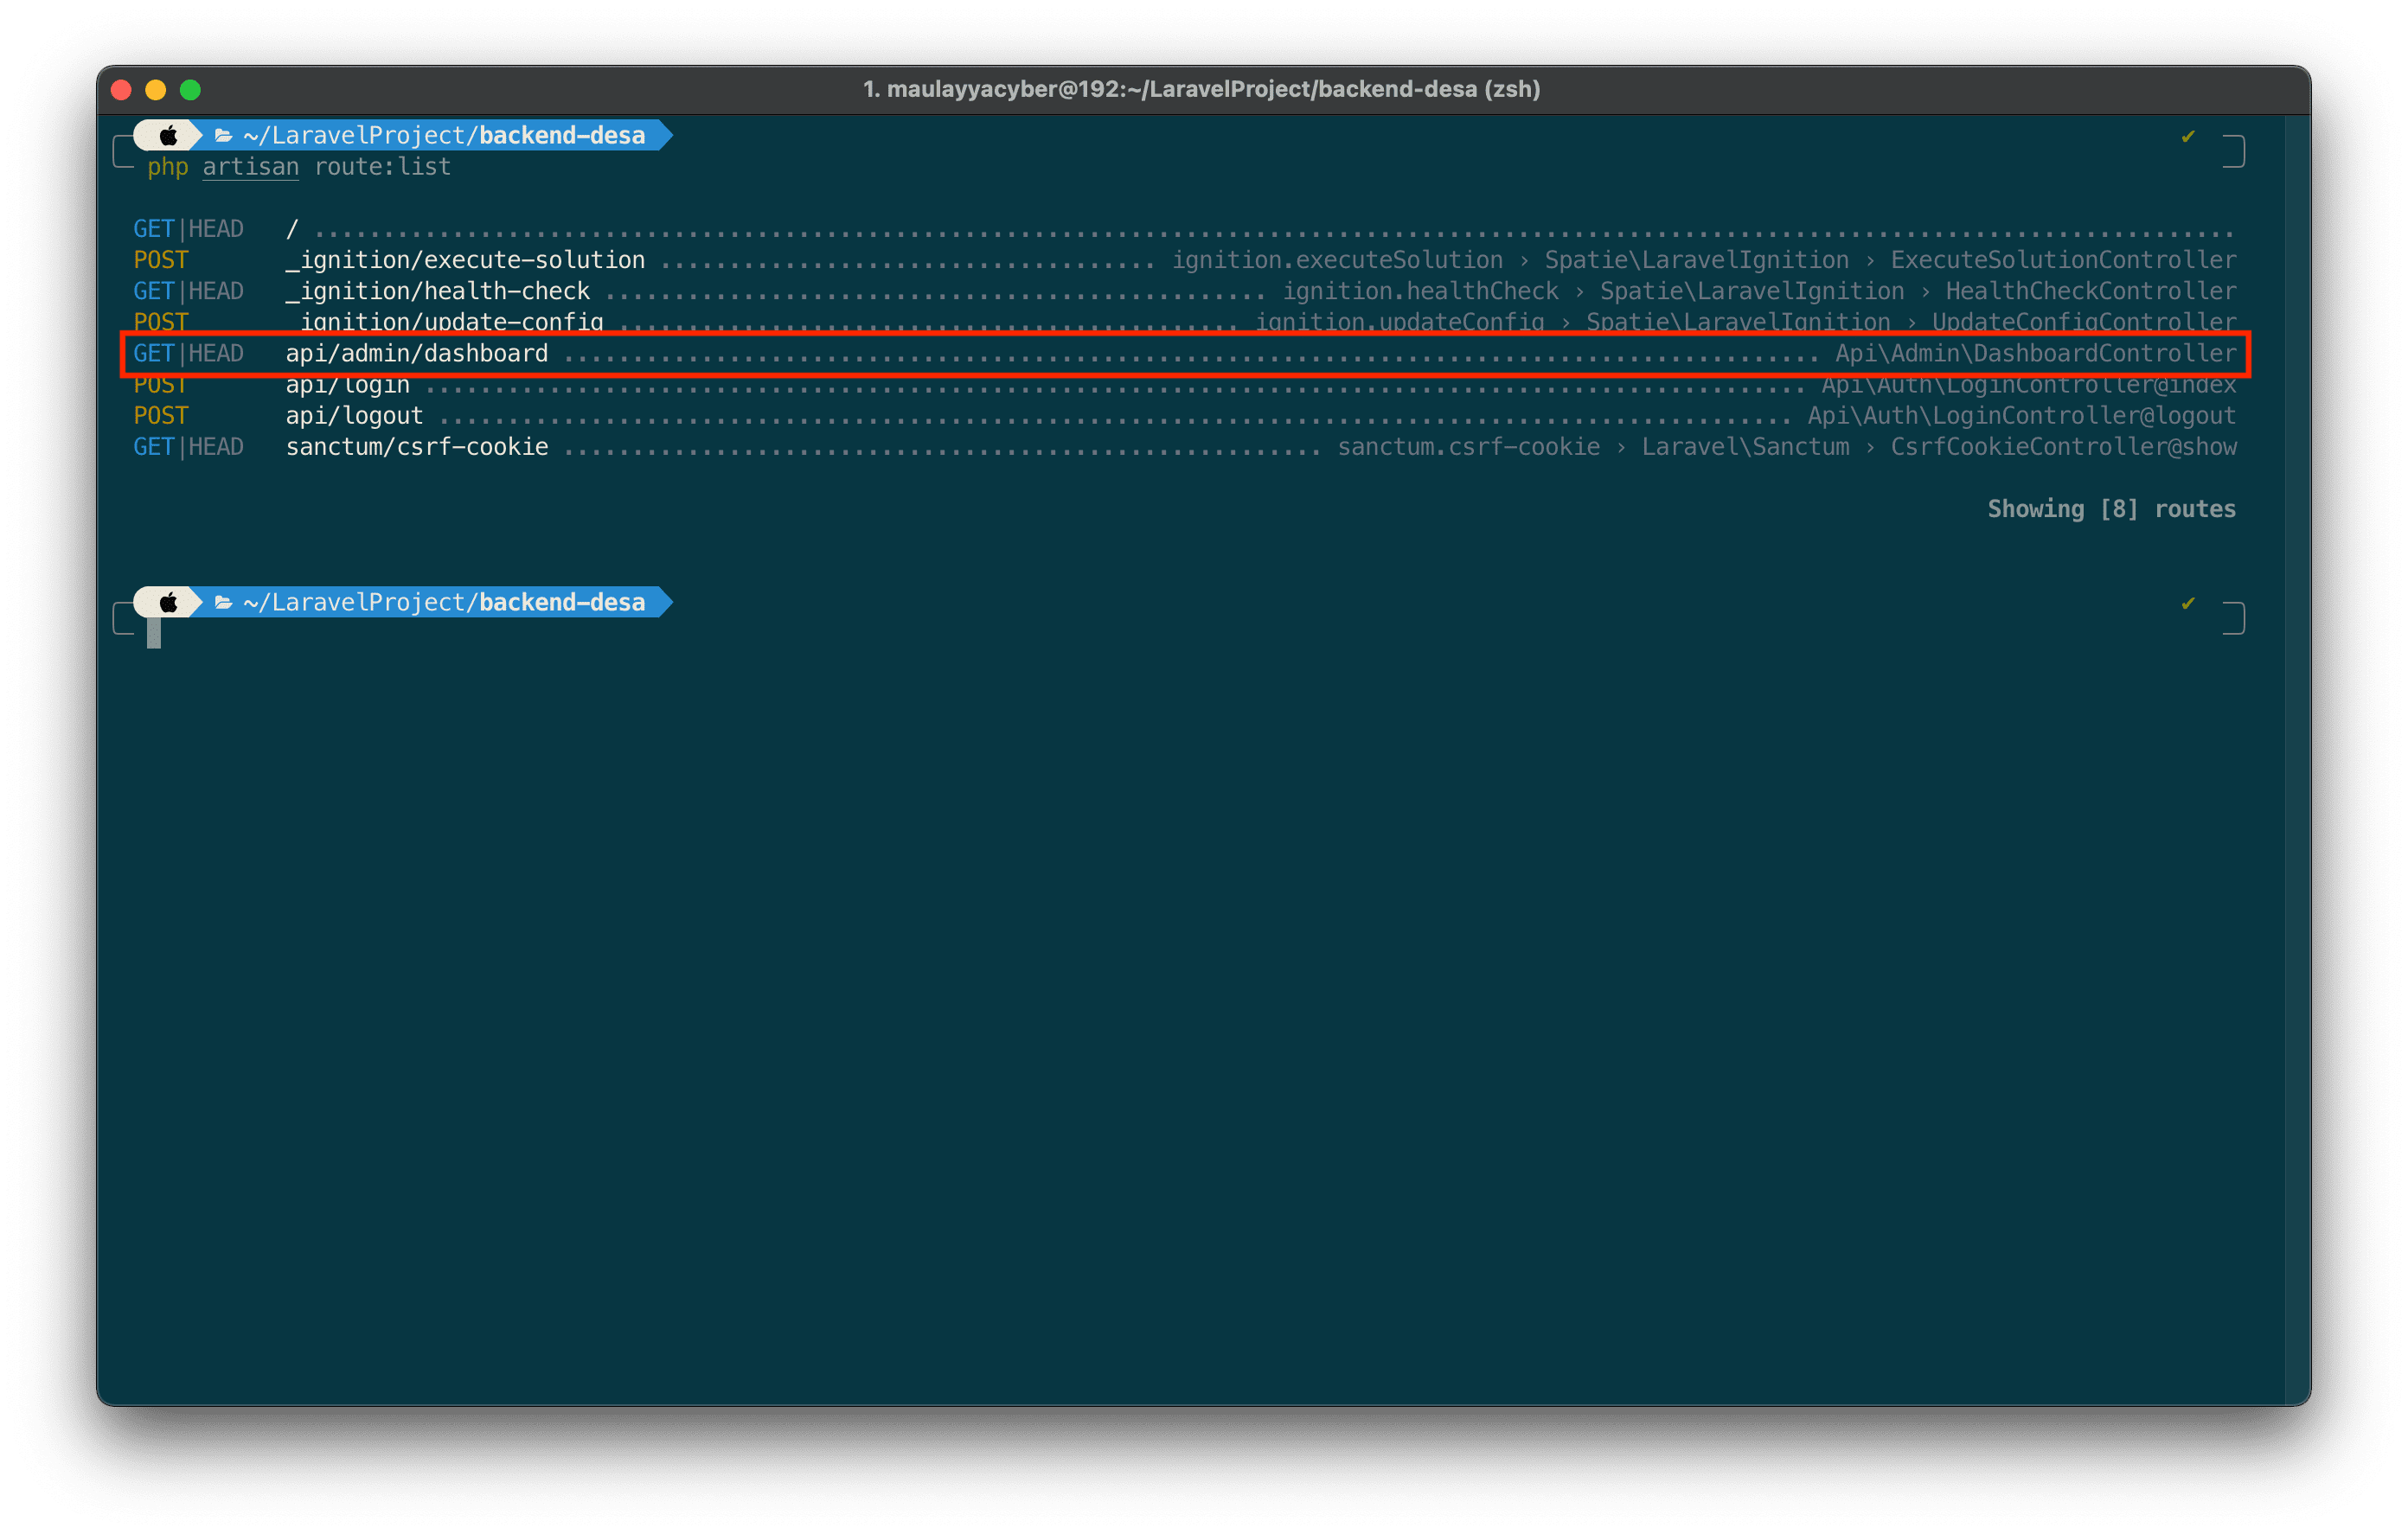 1. maulayyacyber@192:~/LaravelProject/backend-desa (zsh)
~/LaravelProject/backend-desa ✔
php artisan route:list
GET|HEAD / ........................................................................................................................................
POST _ignition/execute-solution .................................... ignition.executeSolution › Spatie\LaravelIgnition › ExecuteSolutionController
GET|HEAD _ignition/health-check ................................................ ignition.healthCheck › Spatie\LaravelIgnition › HealthCheckController
POST _ignition/update-config ............................................. ignition.updateConfig › Spatie\LaravelIgnition › UpdateConfigController
GET|HEAD api/admin/dashboard ........................................................................................... Api\Admin\DashboardController
POST api/login .................................................................................................... Api\Auth\LoginController@index
POST api/logout .................................................................................................. Api\Auth\LoginController@logout
GET|HEAD sanctum/csrf-cookie ....................................................... sanctum.csrf-cookie › Laravel\Sanctum › CsrfCookieController@show
Showing [8] routes
~/LaravelProject/backend-desa ✔